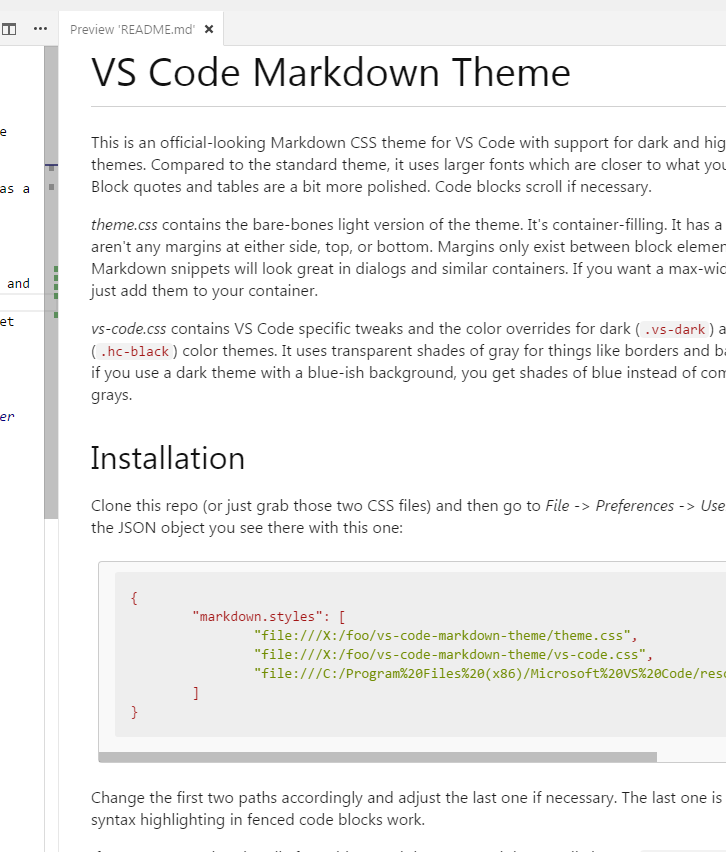 Preview 'README.md'
VS Code Markdown Theme
e
This is an official-looking Markdown CSS theme for VS Code with support for dark and hig
themes. Compared to the standard theme, it uses larger fonts which are closer to what you
as a
Block quotes and tables are a bit more polished. Code blocks scroll if necessary.
theme.css contains the bare-bones light version of the theme. It's container-filling. It has a
aren't any margins at either side, top, or bottom. Margins only exist between block elemen
Markdown snippets will look great in dialogs and similar containers. If you want a max-wid
and
just add them to your container.
et
vs-code.css contains VS Code specific tweaks and the color overrides for dark ( .vs-dark ) a
( .hc-black ) color themes. It uses transparent shades of gray for things like borders and ba
if you use a dark theme with a blue-ish background, you get shades of blue instead of com
grays.
er
Installation
Clone this repo (or just grab those two CSS files) and then go to File -> Preferences -> Use
the JSON object you see there with this one:
{
"markdown.styles": [
"file:///X:/foo/vs-code-markdown-theme/theme.css",
"file:///X:/foo/vs-code-markdown-theme/vs-code.css",
"file:///C:/Program%20Files%20(x86)/Microsoft%20VS%20Code/reso
]
}
Change the first two paths accordingly and adjust the last one if necessary. The last one is
syntax highlighting in fenced code blocks work.